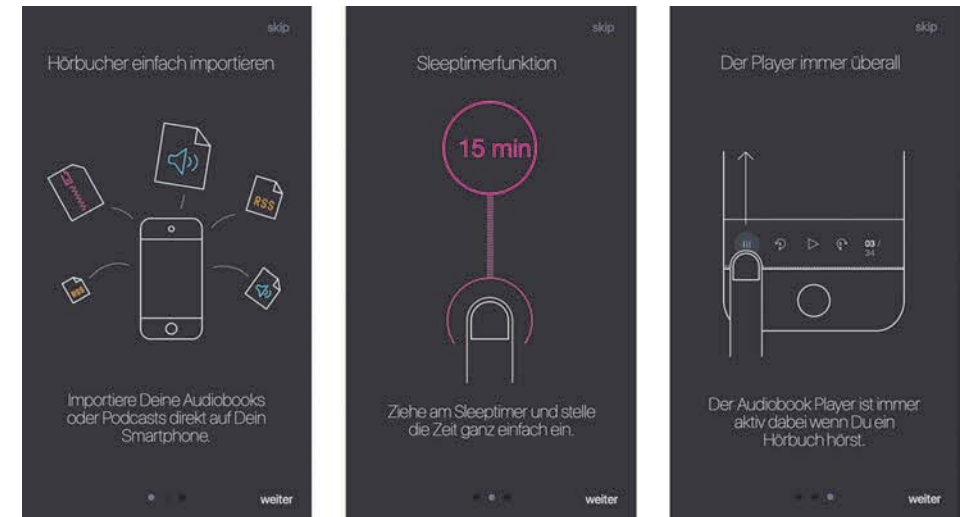 skip
Hörbucher einfach importieren
RSS
RSS
Importiere Deine Audiobooks
oder Podcasts direkt auf Dein
Smartphone.
weiter
skip
Sleeptimerfunktion
15 min
Ziehe am Sleeptimer und stelle
die Zeit ganz einfach ein.
weiter
skip
Der Player immer überall
03 /
34
Der Audiobook Player ist immer
aktiv dabei wenn Du ein
Hörbuch hörst.
weiter